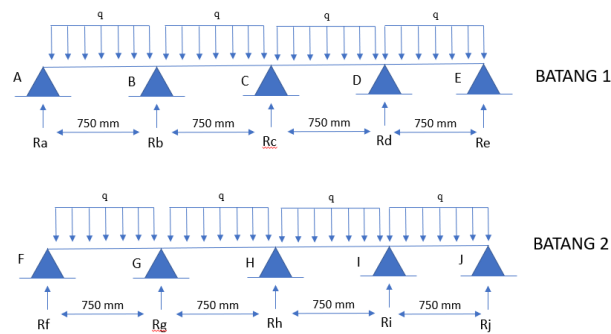 q q q q
A B C D E BATANG 1
750 mm 750 mm 750 mm 750 mm
Ra Rb Rc Rd Re
q q q q
F G H I J BATANG 2
750 mm 750 mm 750 mm 750 mm
Rf Rg Rh Ri Rj